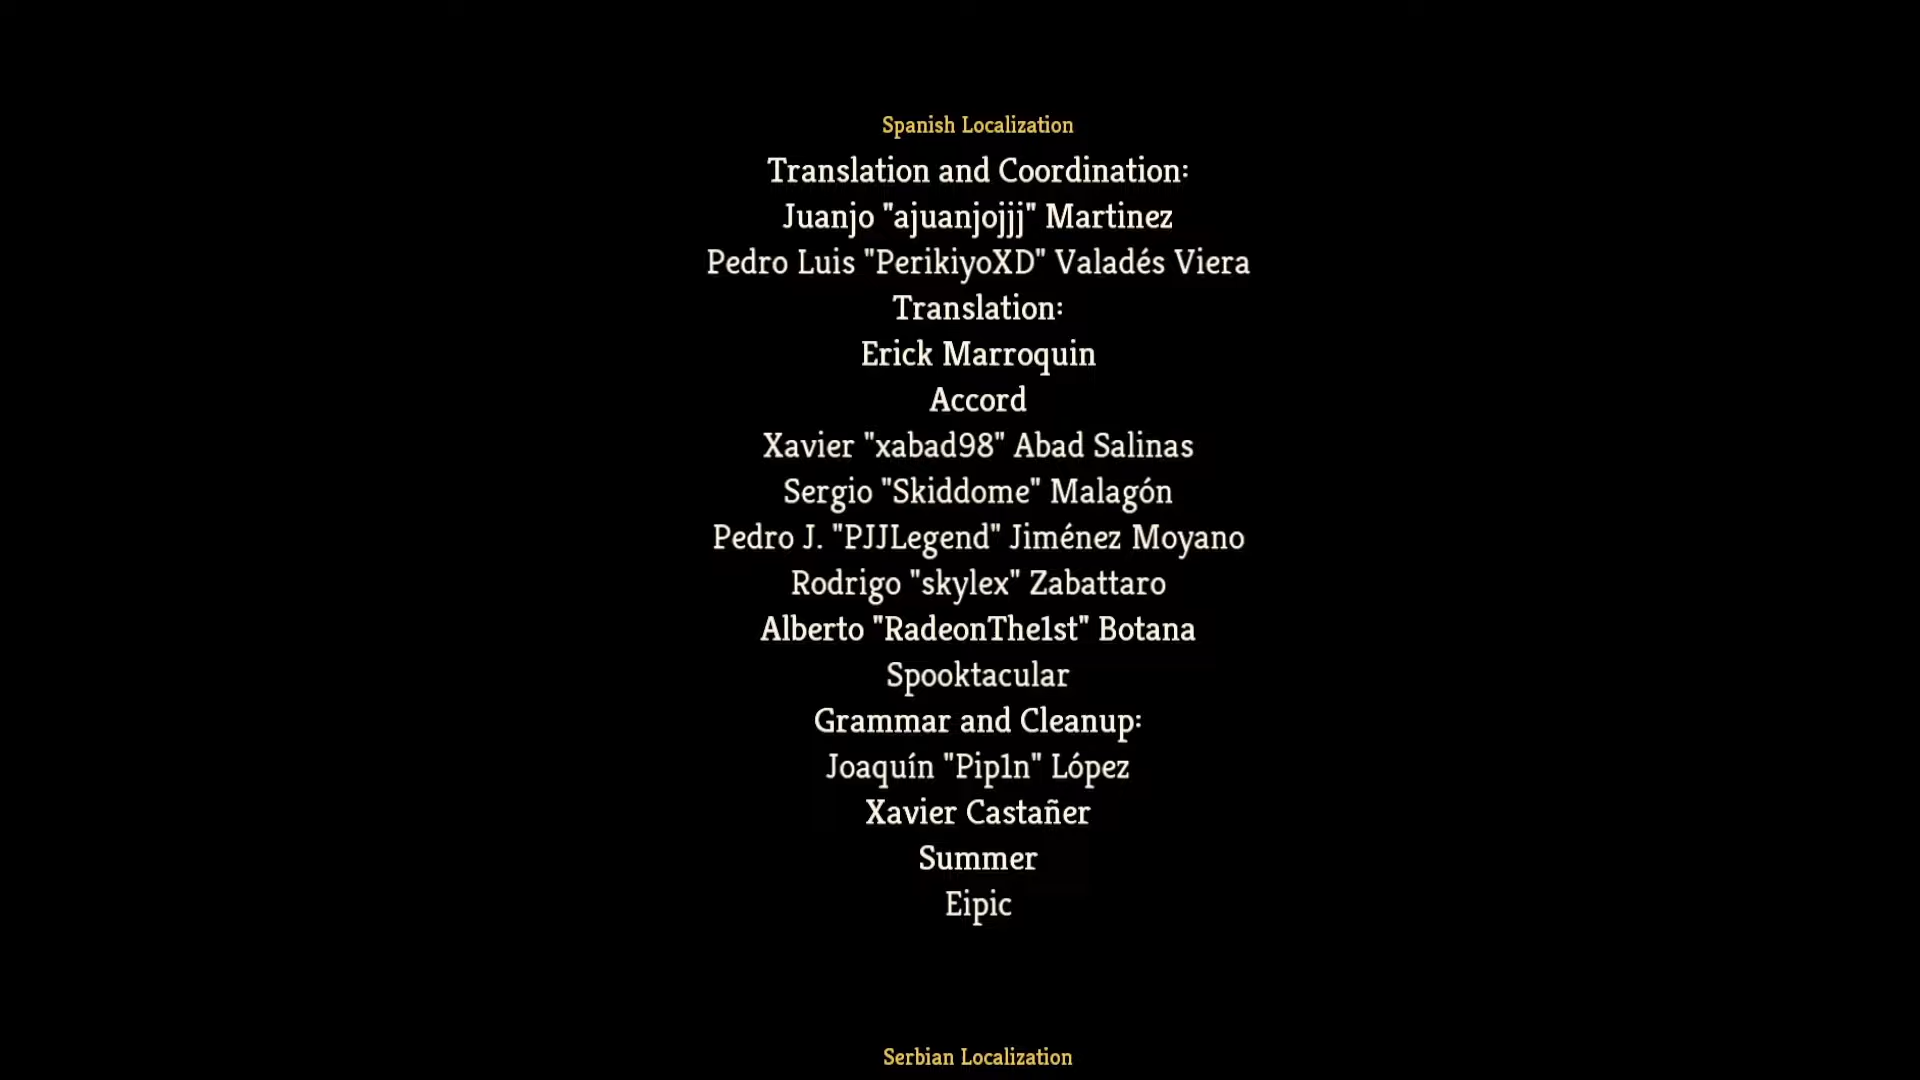 Spanish Localization
Translation and Coordination:
Juanjo "ajuanjojjj" Martinez
Pedro Luis "PerikiyoXD" Valadés Viera
Translation:
Erick Marroquin
Accord
Xavier "xabad98" Abad Salinas
Sergio "Skiddome" Malagón
Pedro J. "PJJLegend" Jiménez Moyano
Rodrigo "skylex" Zabattaro
Alberto "RadeonThe1st" Botana
Spooktacular
Grammar and Cleanup:
Joaquín "Pip1n" López
Xavier Castañer
Summer
Eipic
Serbian Localization